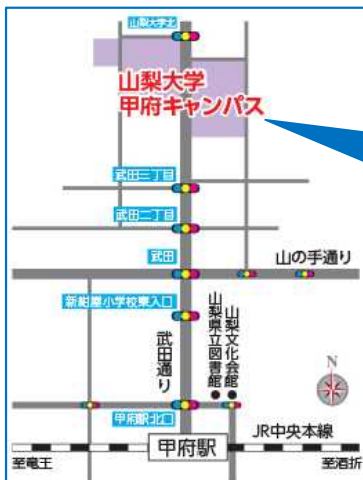 山梨大学北
山梨大学
甲府キャンパス
武田三丁目
武田二丁目
武田
山の手通り
新紺屋小学校東入口
武田通り
山梨県立図書館
山梨文化会館
N
甲府駅北口
JR中央本線
甲府駅
至竜王
至酒折